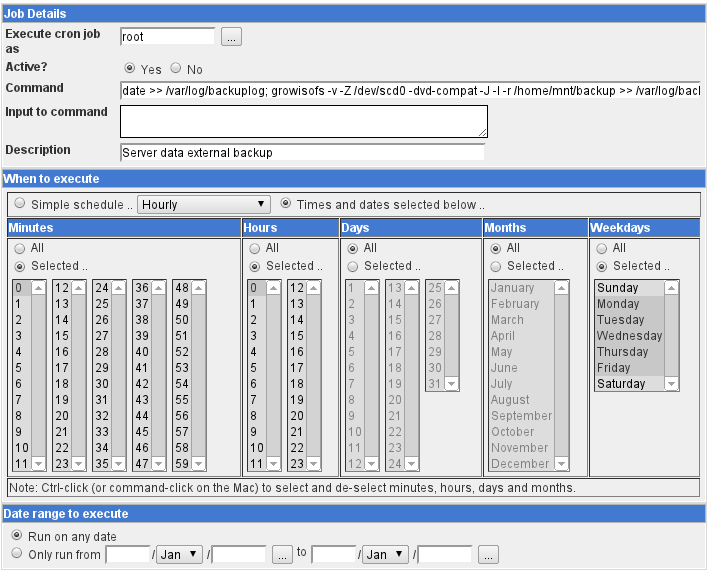 Job Details
Execute cron job as
root
...
Active?
Yes No
Command
date >> /var/log/backuplog; growisofs -v -Z /dev/scd0 -dvd-compat -J -l -r /home/mnt/backup >> /var/log/bacl
Input to command
Description
Server data external backup
When to execute
Simple schedule .. Hourly Times and dates selected below ..
Minutes Hours Days Months Weekdays
All All All All All
Selected .. Selected .. Selected .. Selected .. Selected ..
0 12 24 36 48 0 12 1 13 25 January Sunday
1 13 25 37 49 1 13 2 14 26 February Monday
2 14 26 38 50 2 14 3 15 27 March Tuesday
3 15 27 39 51 3 15 4 16 28 April Wednesday
4 16 28 40 52 4 16 5 17 29 May Thursday
5 17 29 41 53 5 17 6 18 30 June Friday
6 18 30 42 54 6 18 7 19 31 July Saturday
7 19 31 43 55 7 19 8 20 August
8 20 32 44 56 8 20 9 21 September
9 21 33 45 57 9 21 10 22 October
10 22 34 46 58 10 22 11 23 November
11 23 35 47 59 11 23 12 24 December
Note: Ctrl-click (or command-click on the Mac) to select and de-select minutes, hours, days and months.
Date range to execute
Run on any date
Only run from / Jan / ... to / Jan / ...